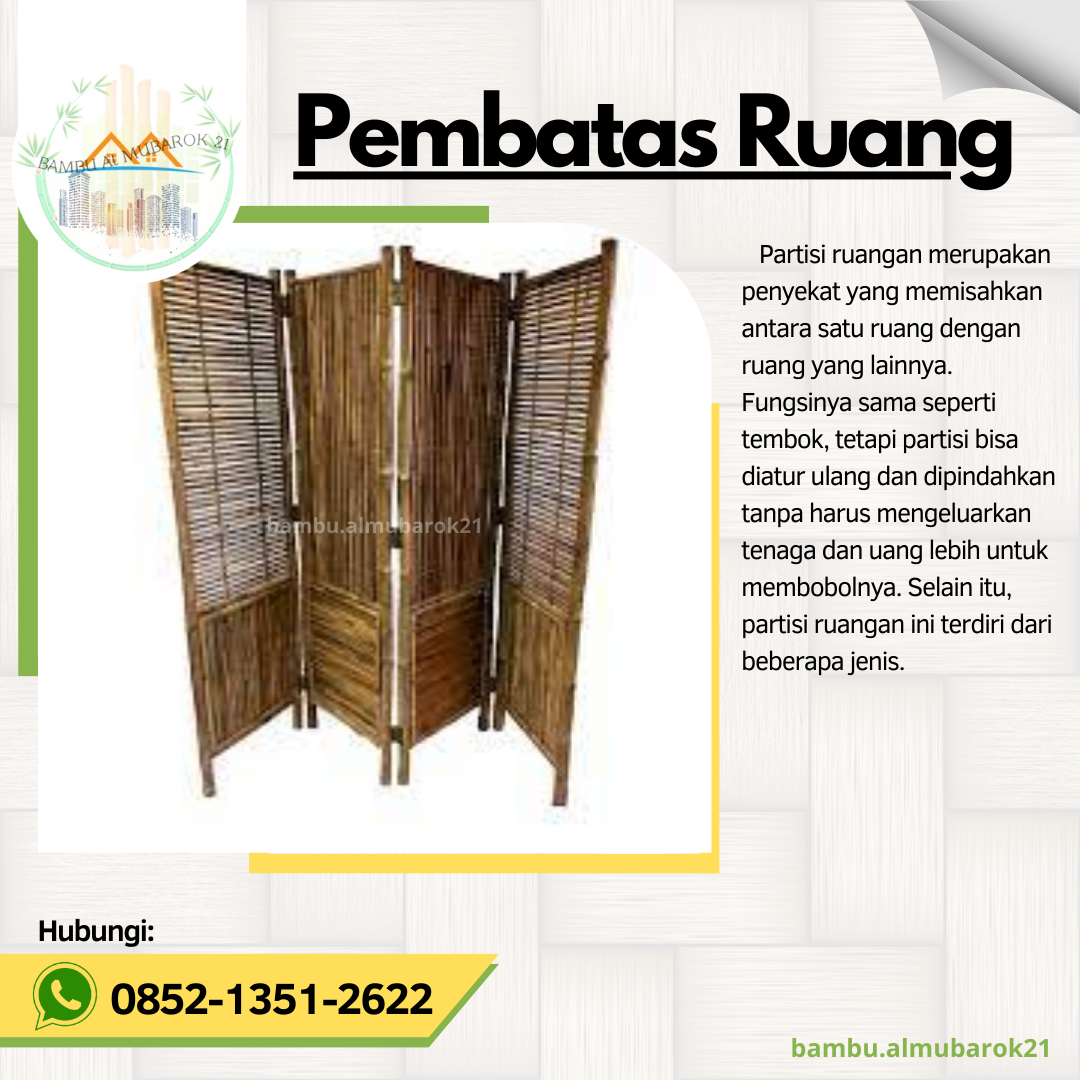 BAMBU AL MUBAROK 21
Pembatas Ruang
Partisi ruangan merupakan
penyekat yang memisahkan
antara satu ruang dengan
ruang yang lainnya.
Fungsinya sama seperti
tembok, tetapi partisi bisa
diatur ulang dan dipindahkan
tanpa harus mengeluarkan
tenaga dan uang lebih untuk
membobolnya. Selain itu,
partisi ruangan ini terdiri dari
beberapa jenis.
bambu.almubarok21
Hubungi:
0852-1351-2622
bambu.almubarok21